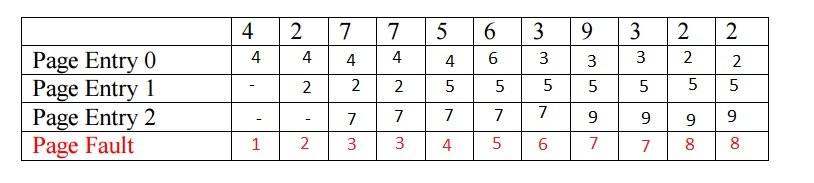 4 2 7 7 5 6 3 9 3 2 2
Page Entry 0 4 4 4 4 4 6 3 3 3 2 2
Page Entry 1 - 2 2 2 5 5 5 5 5 5 5
Page Entry 2 - - 7 7 7 7 7 9 9 9 9
Page Fault 1 2 3 3 4 5 6 7 7 8 8